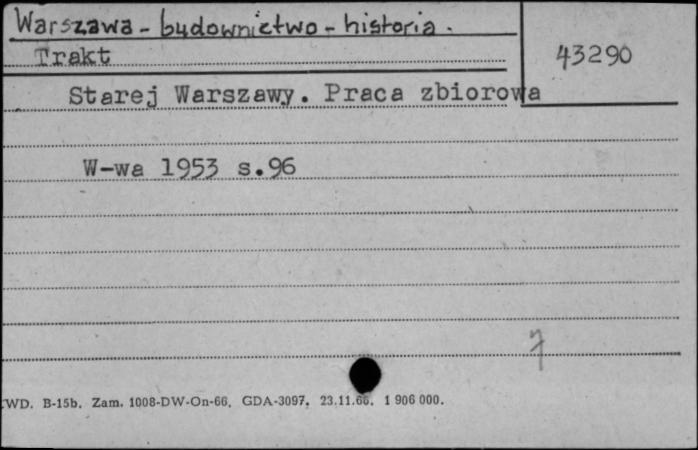 Warszawa - budownictwo - historia.
Trakt
43290
Starej Warszawy. Praca zbiorowa
W-wa 1953 s.96
7
WD. B-15b. Zam. 1008-DW-On-66. GDA-3097. 23.11.66. 1 906 000.